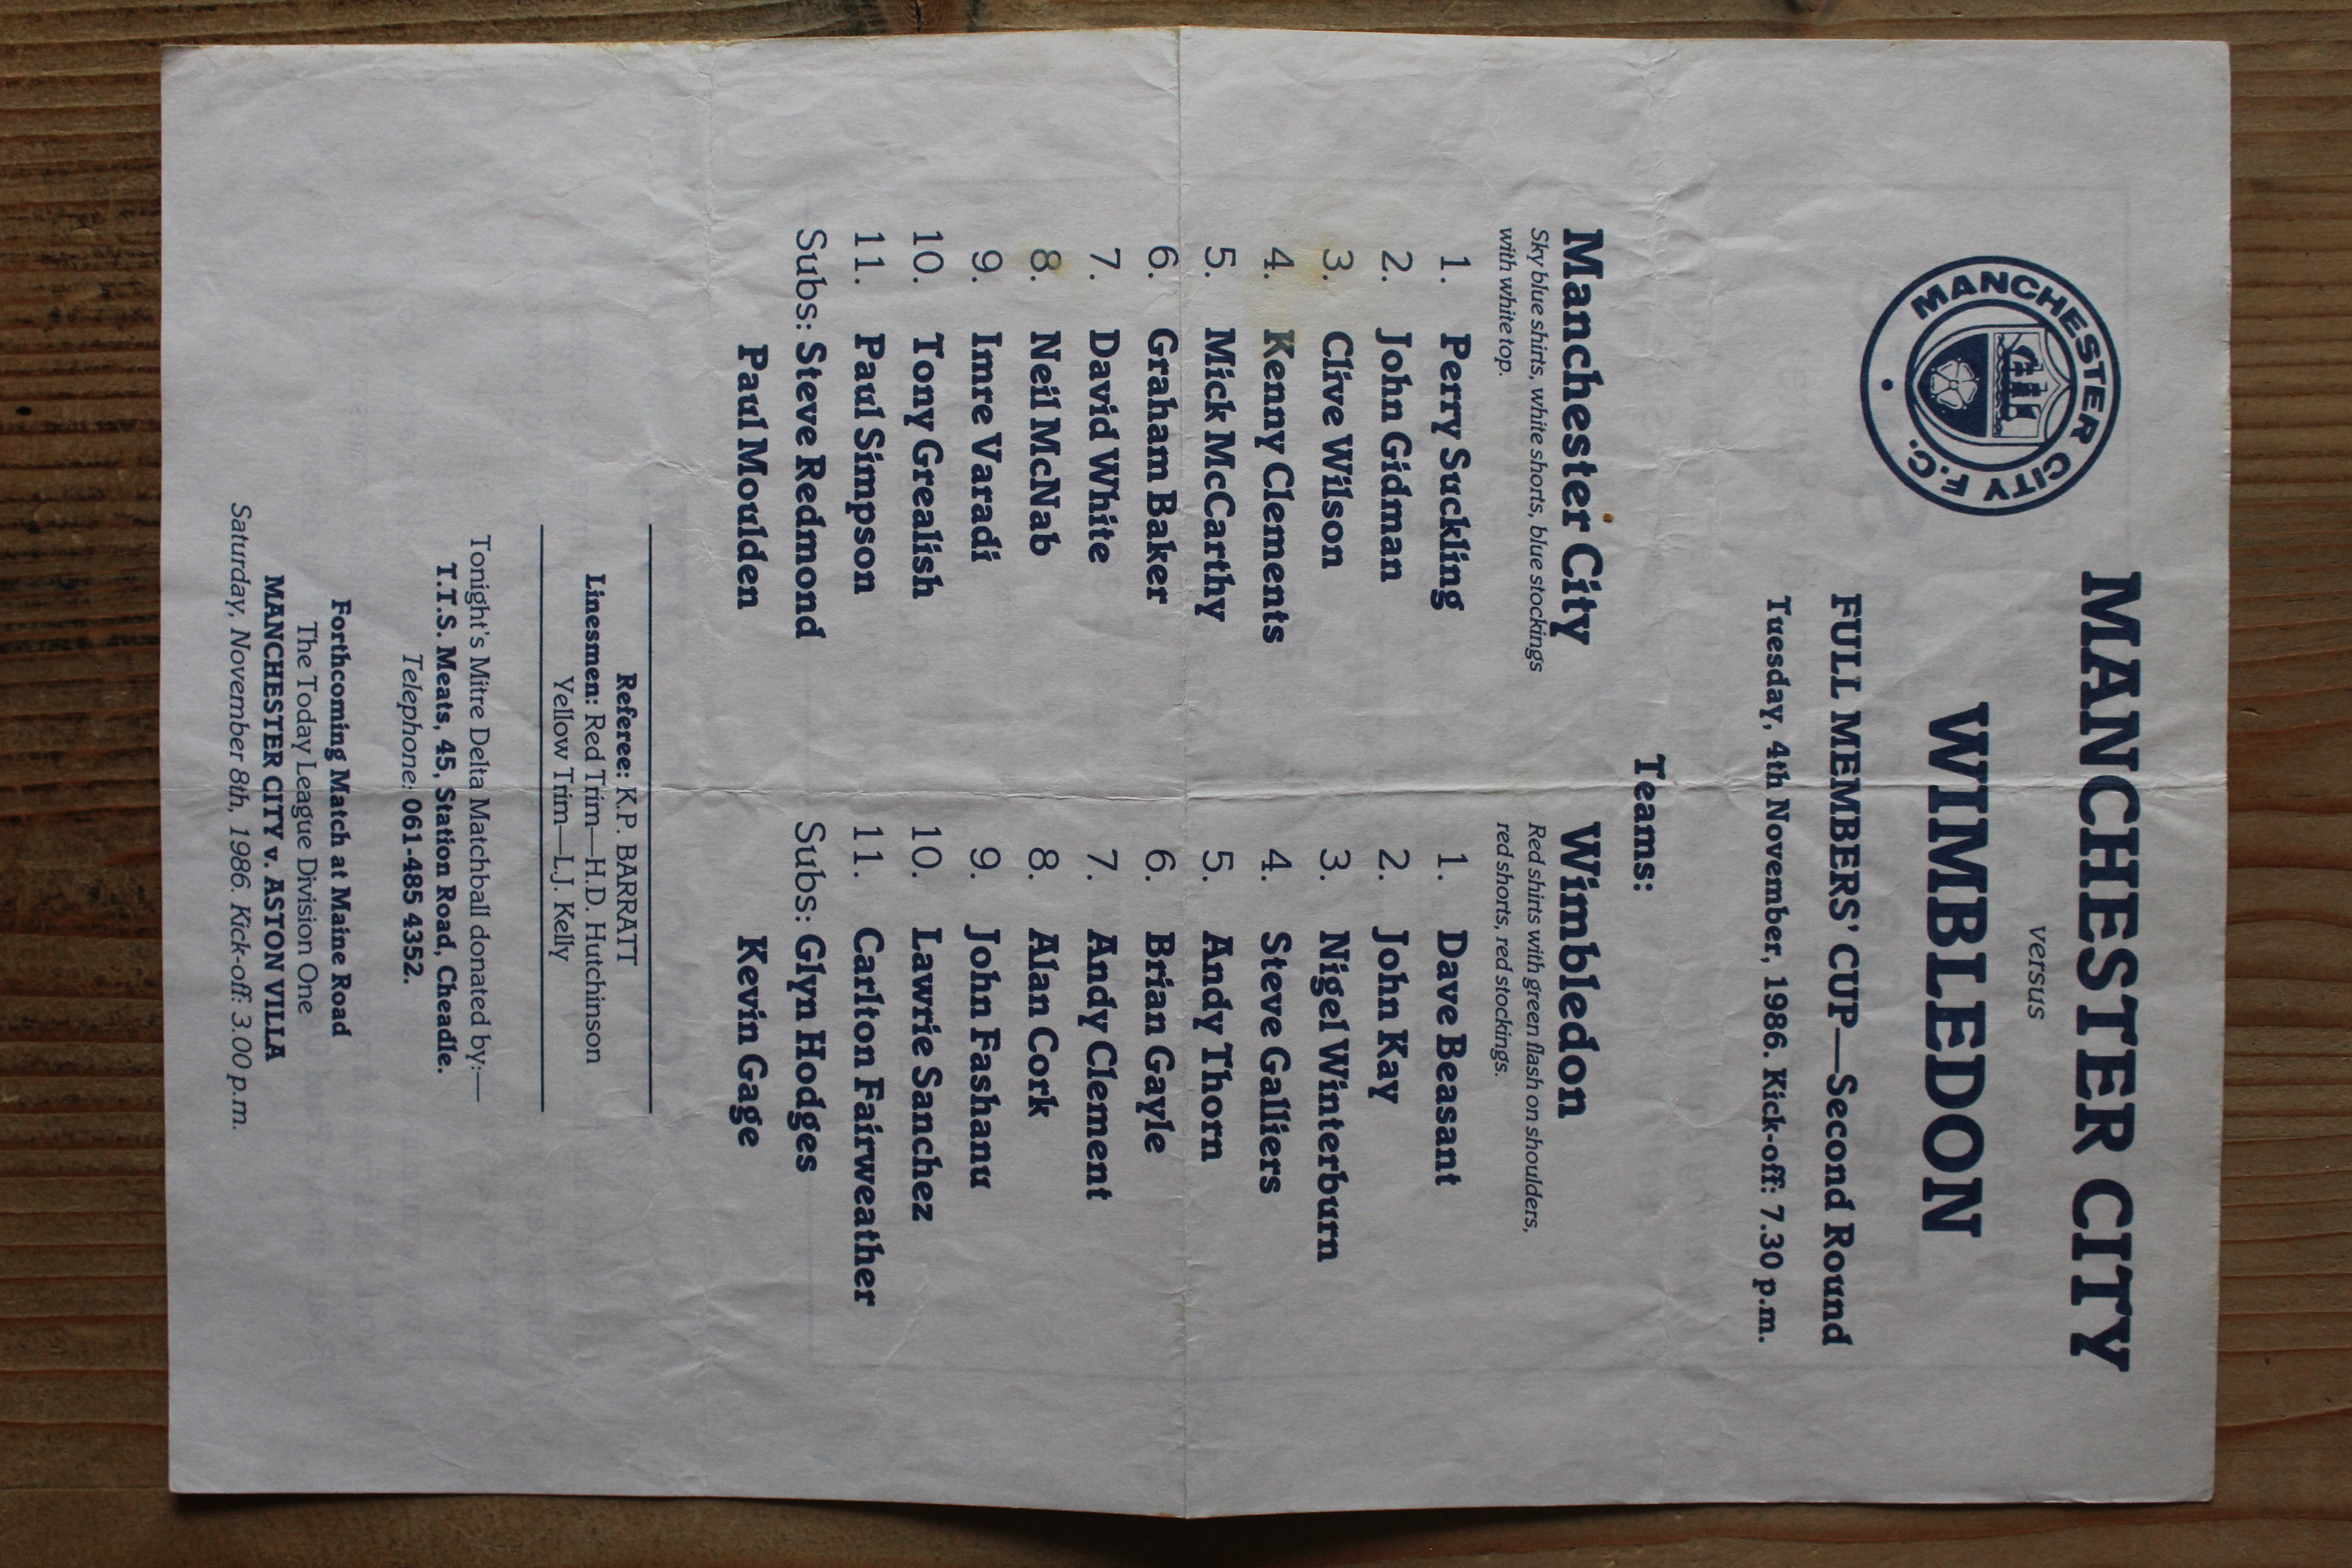 MANCHESTER CITY
versus
WIMBLEDON
MANCHESTER CITY F.C.
FULL MEMBERS' CUP—Second Round
Tuesday, 4th November, 1986. Kick-off: 7.30 p.m.
Teams:
Manchester City
Sky blue shirts, white shorts, blue stockings
with white top.
1. Perry Suckling
2. John Gidman
3. Clive Wilson
4. Kenny Clements
5. Mick McCarthy
6. Graham Baker
7. David White
8. Neil McNab
9. Imre Varadi
10. Tony Grealish
11. Paul Simpson
Subs: Steve Redmond
Paul Moulden
Wimbledon
Red shirts with green flash on shoulders,
red shorts, red stockings.
1. Dave Beasant
2. John Kay
3. Nigel Winterburn
4. Steve Galliers
5. Andy Thorn
6. Brian Gayle
7. Andy Clement
8. Alan Cork
9. John Fashanu
10. Lawrie Sanchez
11. Carlton Fairweather
Subs: Glyn Hodges
Kevin Gage
Referee: K.P. BARRATT
Linesmen: Red Trim—H.D. Hutchinson
Yellow Trim—L.J. Kelly
Tonight's Mitre Delta Matchball donated by:—
T.T.S. Meats, 45, Station Road, Cheadle.
Telephone: 061-485 4352.
Forthcoming Match at Maine Road
The Today League Division One
MANCHESTER CITY v. ASTON VILLA
Saturday, November 8th, 1986. Kick-off: 3.00 p.m.